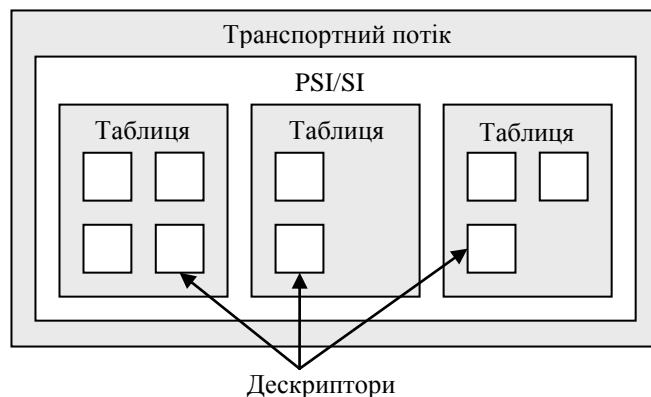 Транспортний потік
PSI/SI
Таблиця
Таблиця
Таблиця
Дескриптори